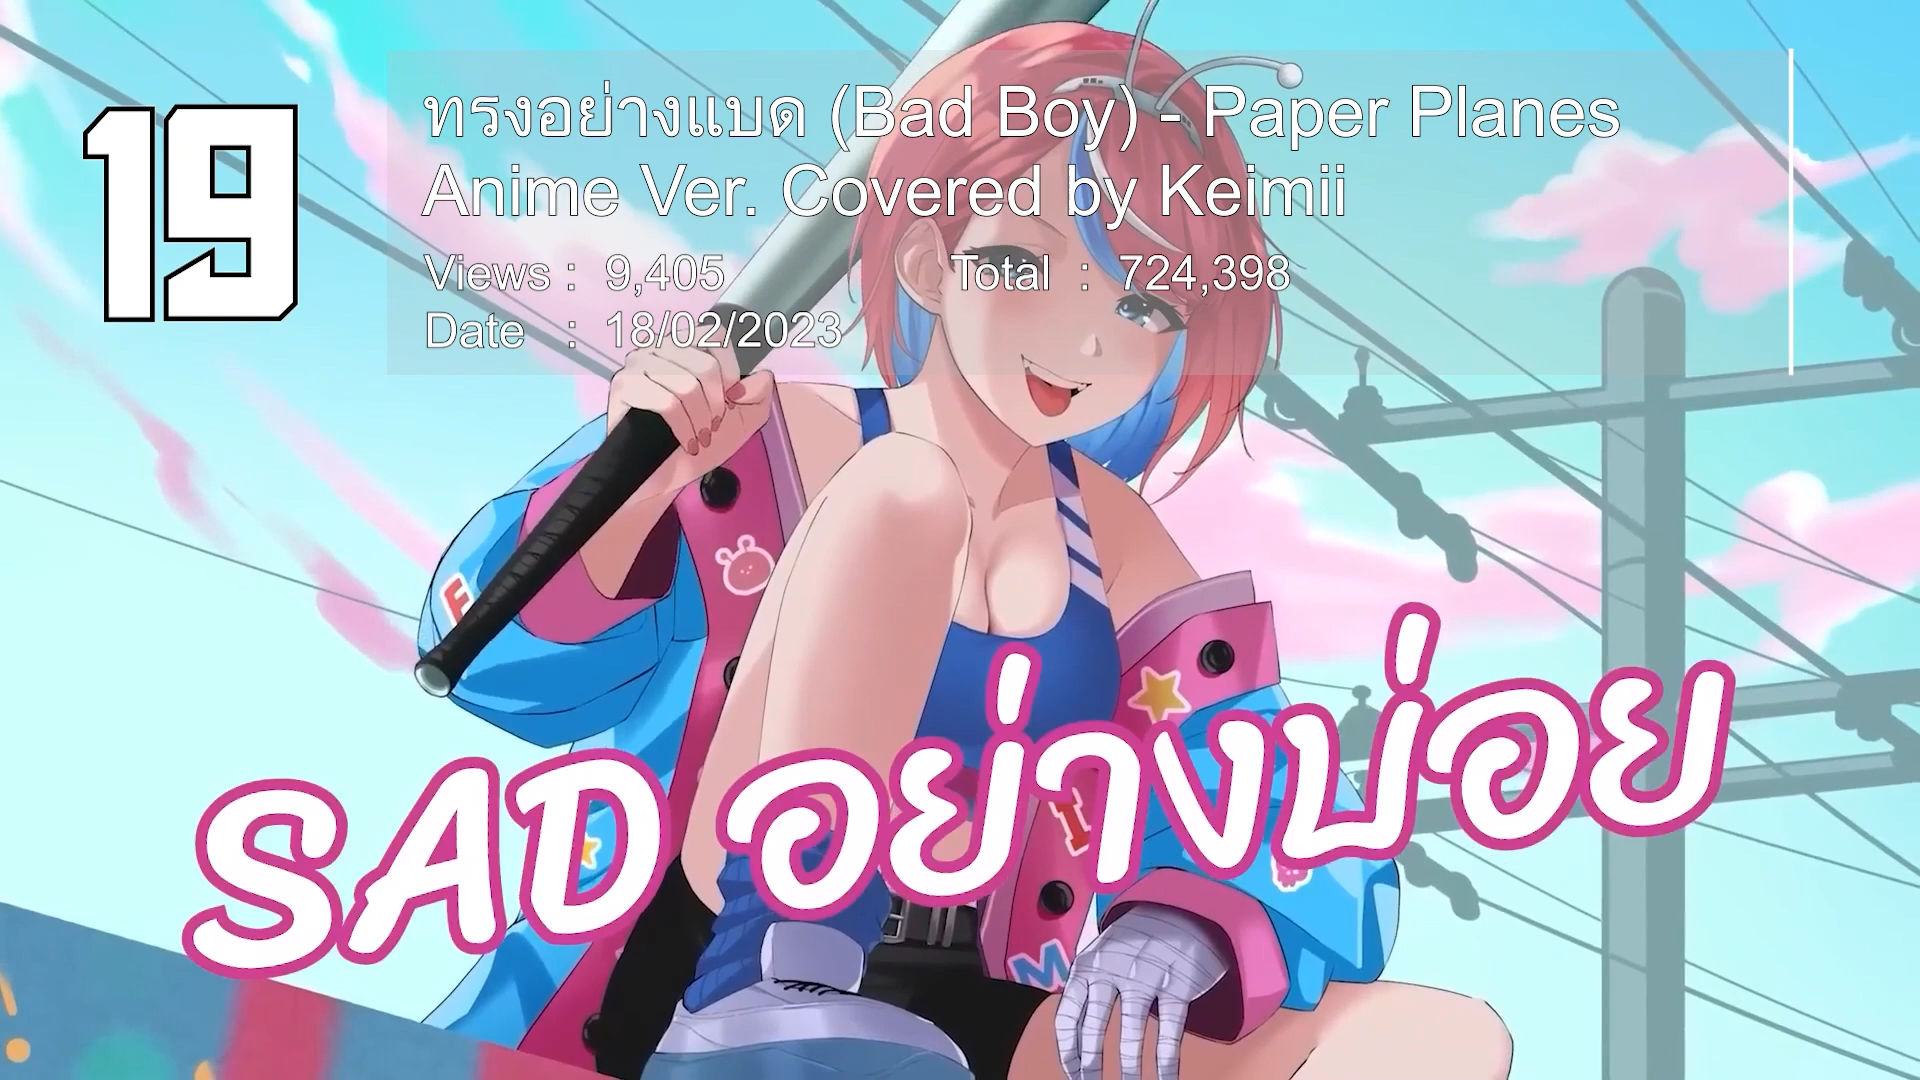 19
ทรงอย่างแบด (Bad Boy) - Paper Planes
Anime Ver. Covered by Keimii
Views : 9,405
Total : 724,398
Date : 18/02/2023
F
I
M
SAD อย่างบ่อย